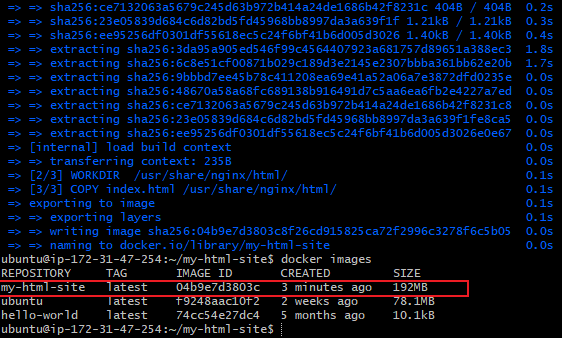 => => sha256:ce7132063a5679c245d63b972b414a24de1686b42f8231c 404B / 404B 0.2s
=> => sha256:23e05839d684c6d82bd5fd45968bb8997da3a639f1f 1.21kB / 1.21kB 0.3s
=> => sha256:ee95256df0301df55618ec5c24f6bf41b6d005d3026 1.40kB / 1.40kB 0.4s
=> => extracting sha256:3da95a905ed546f99c4564407923a681757d89651a388ec3 1.8s
=> => extracting sha256:6c8e51cf00871b029c189d3e2145e2307bbba361bb62e20b 1.7s
=> => extracting sha256:9bbbd7ee45b78c411208ea69e41a52a06a7e3872dfd0235e 0.0s
=> => extracting sha256:48670a58a68fc689138b916491d7c5aa6ea6fb2e4227a7ed 0.0s
=> => extracting sha256:ce7132063a5679c245d63b972b414a24de1686b42f8231c8 0.0s
=> => extracting sha256:23e05839d684c6d82bd5fd45968bb8997da3a639f1fe8ca5 0.0s
=> => extracting sha256:ee95256df0301df55618ec5c24f6bf41b6d005d3026e0e67 0.0s
=> [internal] load build context 0.0s
=> => transferring context: 235B 0.0s
=> [2/3] WORKDIR /usr/share/nginx/html/ 0.1s
=> [3/3] COPY index.html /usr/share/nginx/html/ 0.1s
=> exporting to image 0.1s
=> => exporting layers 0.1s
=> => writing image sha256:04b9e7d3803c8f26cd915825ca72f2996c3278f6c5b05 0.0s
=> => naming to docker.io/library/my-html-site 0.0s
ubuntu@ip-172-31-47-254:~/my-html-site$ docker images
REPOSITORY TAG IMAGE ID CREATED SIZE
my-html-site latest 04b9e7d3803c 3 minutes ago 192MB
ubuntu latest f9248aac10f2 2 weeks ago 78.1MB
hello-world latest 74cc54e27dc4 5 months ago 10.1kB
ubuntu@ip-172-31-47-254:~/my-html-site$